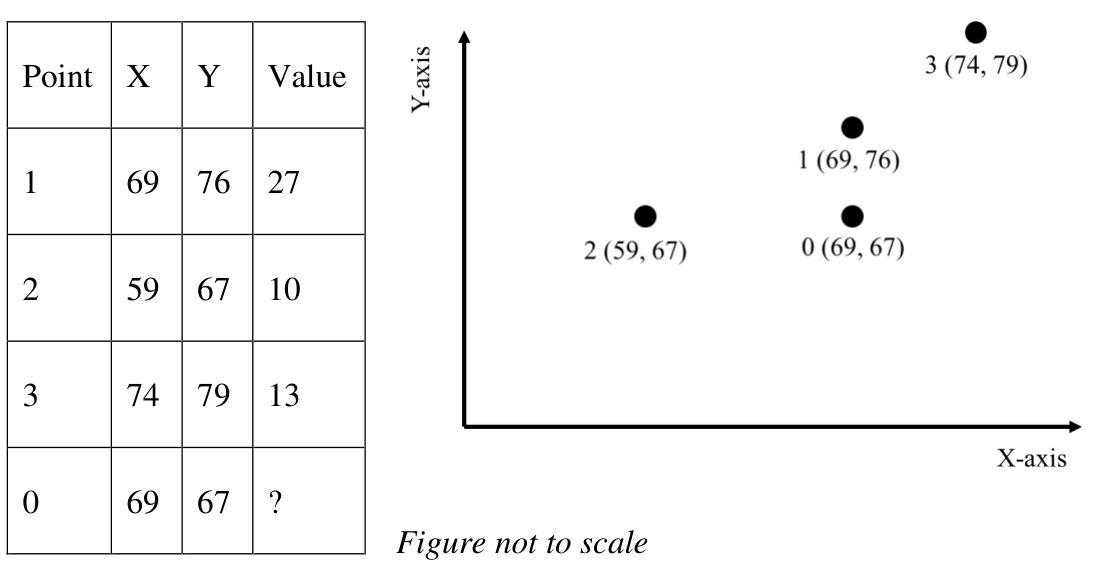 Point X Y Value
1 69 76 27
2 59 67 10
3 74 79 13
0 69 67 ?
Y-axis
3 (74, 79)
1 (69, 76)
2 (59, 67)
0 (69, 67)
X-axis
Figure not to scale